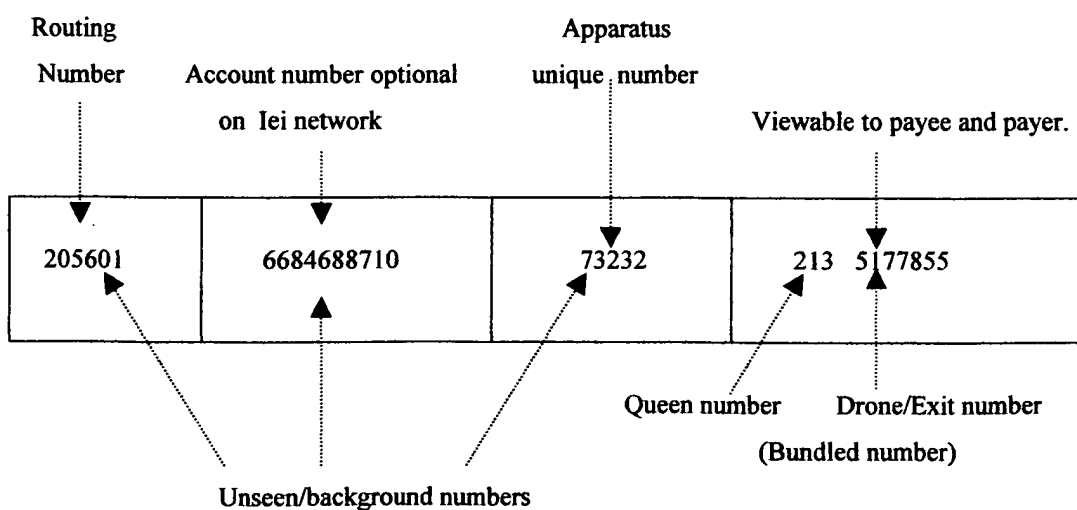 Routing
Number
Account number optional
on Iei network
Apparatus
unique number
Viewable to payee and payer.
205601
6684688710
73232
213 5177855
Queen number
Drone/Exit number
(Bundled number)
Unseen/background numbers